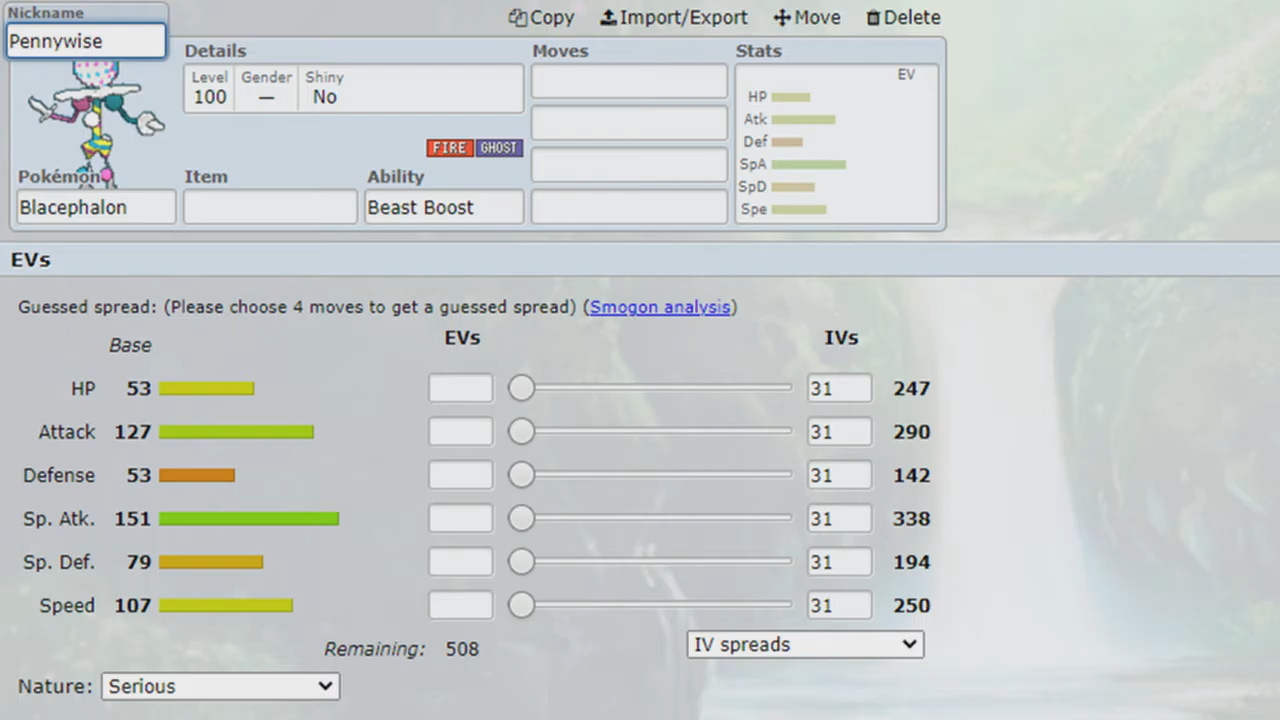 Nickname
Copy Import/Export Move Delete
Pennywise
Details Moves Stats
Level Gender Shiny EV
100 — No HP
Atk
Def
FIRE GHOST
SpA
Pokémon Item Ability SpD
Blacephalon Beast Boost Spe
EVs
Guessed spread: (Please choose 4 moves to get a guessed spread) (Smogon analysis)
Base EVs IVs
HP 53 31 247
Attack 127 31 290
Defense 53 31 142
Sp. Atk. 151 31 338
Sp. Def. 79 31 194
Speed 107 31 250
Remaining: 508 IV spreads
Nature: Serious